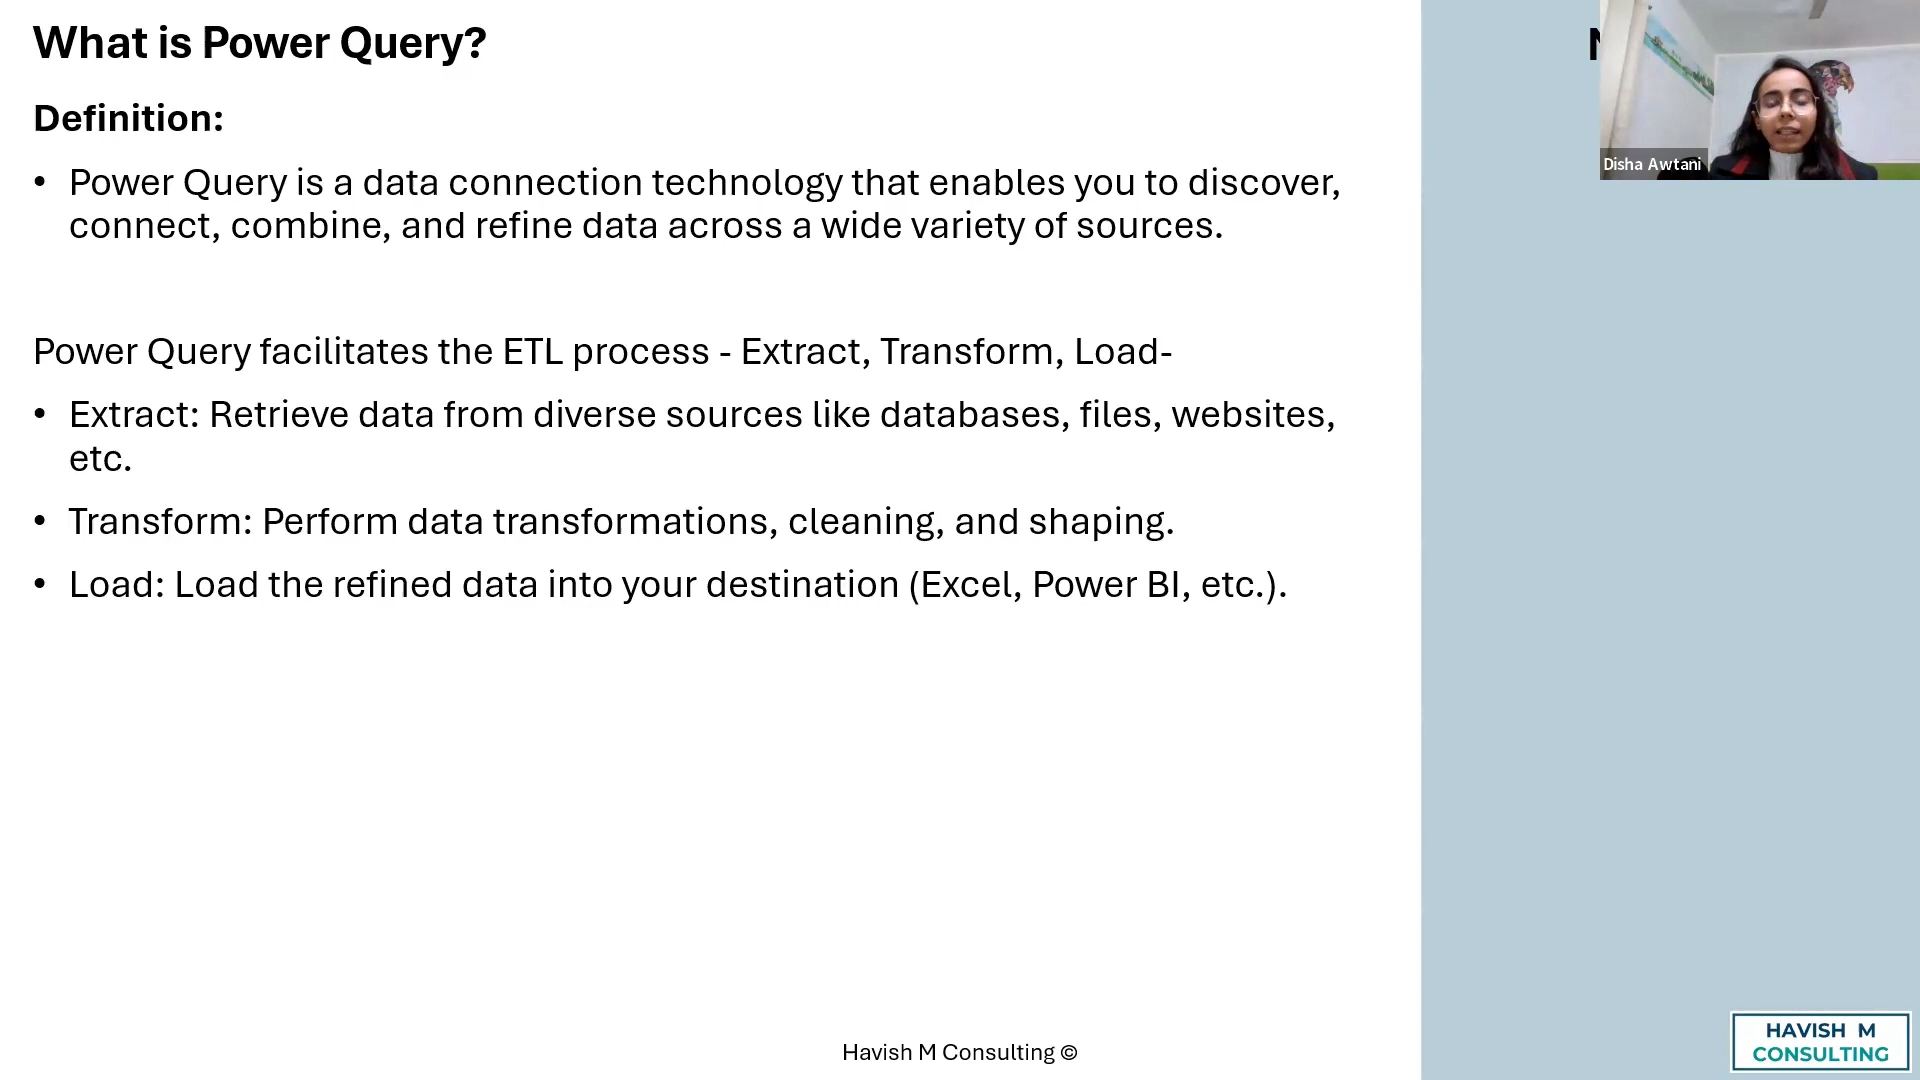 What is Power Query?
Definition:
• Power Query is a data connection technology that enables you to discover,
connect, combine, and refine data across a wide variety of sources.
Power Query facilitates the ETL process - Extract, Transform, Load-
• Extract: Retrieve data from diverse sources like databases, files, websites,
etc.
• Transform: Perform data transformations, cleaning, and shaping.
• Load: Load the refined data into your destination (Excel, Power BI, etc.).
Disha Awtani
Havish M Consulting ©
HAVISH M
CONSULTING